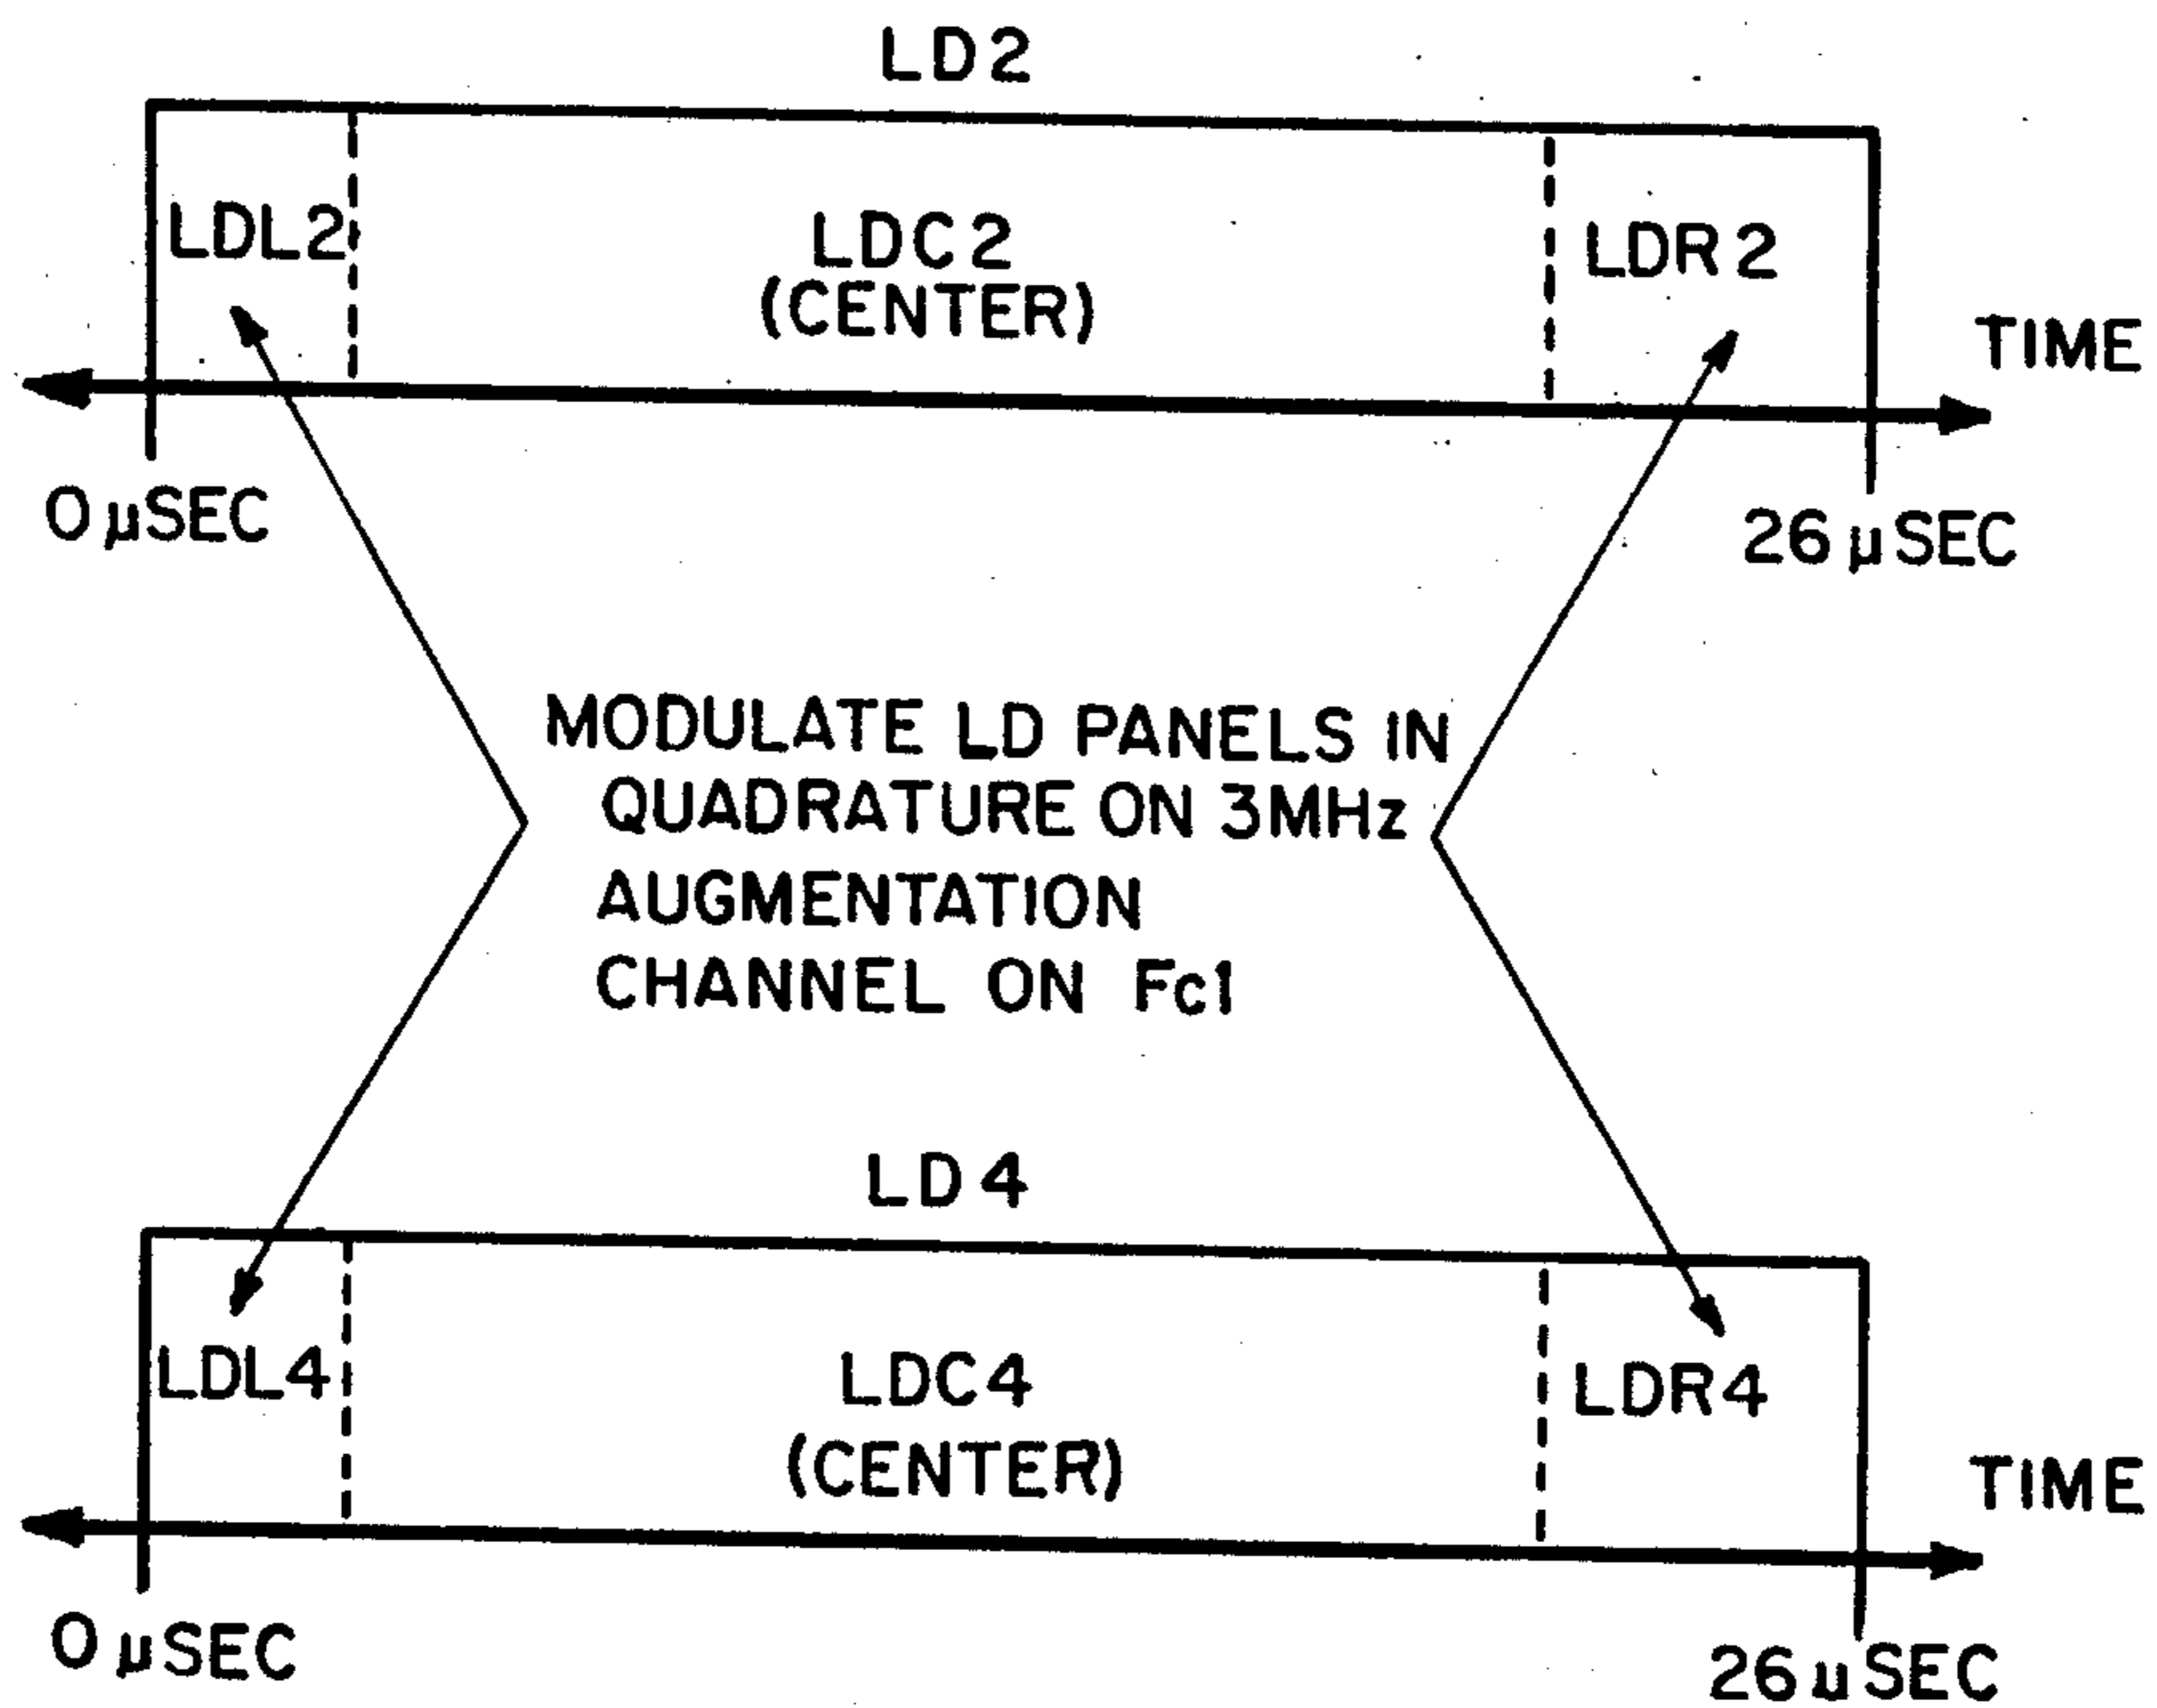 LD2
LDL2
LDC2
(CENTER)
LDR2
TIME
0 µSEC
26 µSEC
MODULATE LD PANELS IN
QUADRATURE ON 3MHz
AUGMENTATION
CHANNEL ON Fc1
LD4
LDL4
LDC4
(CENTER)
LDR4
TIME
0 µSEC
26 uSEC